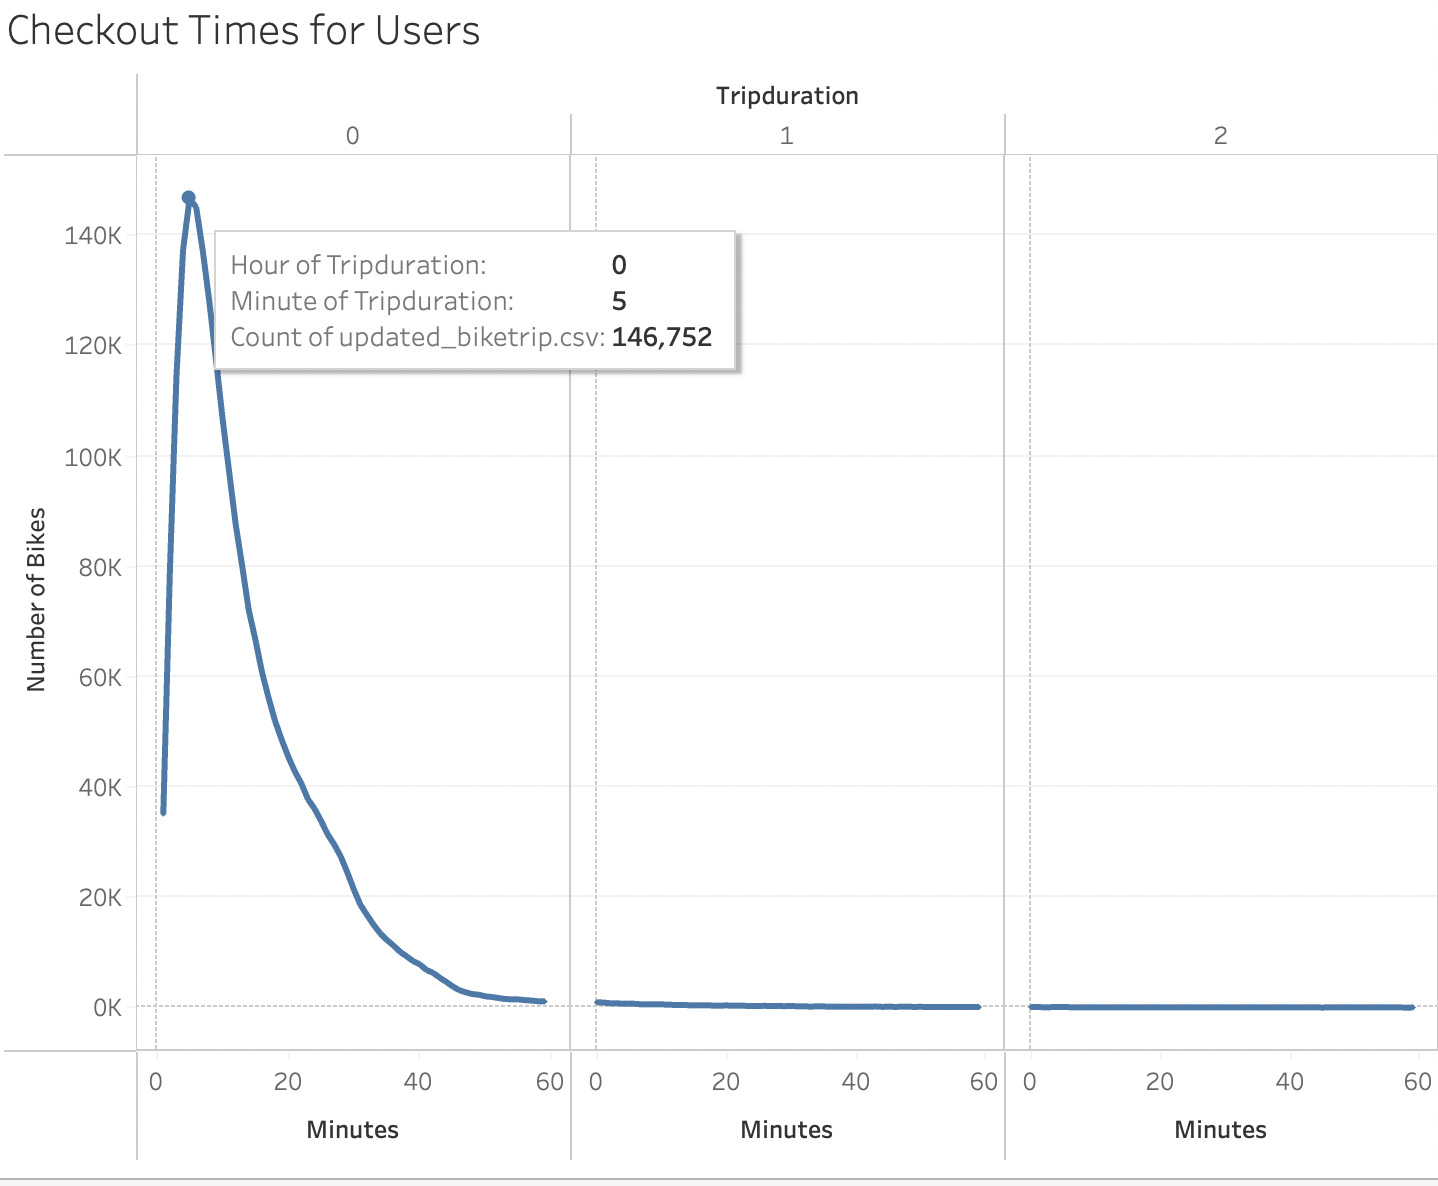 Checkout Times for Users
Tripduration
0 1 2
140K
Hour of Tripduration: 0
Minute of Tripduration: 5
Count of updated_biketrip.csv: 146,752
120K
100K
80K
Number of Bikes
60K
40K
20K
0K
0 20 40 60 0 20 40 60 0 20 40 60
Minutes Minutes Minutes